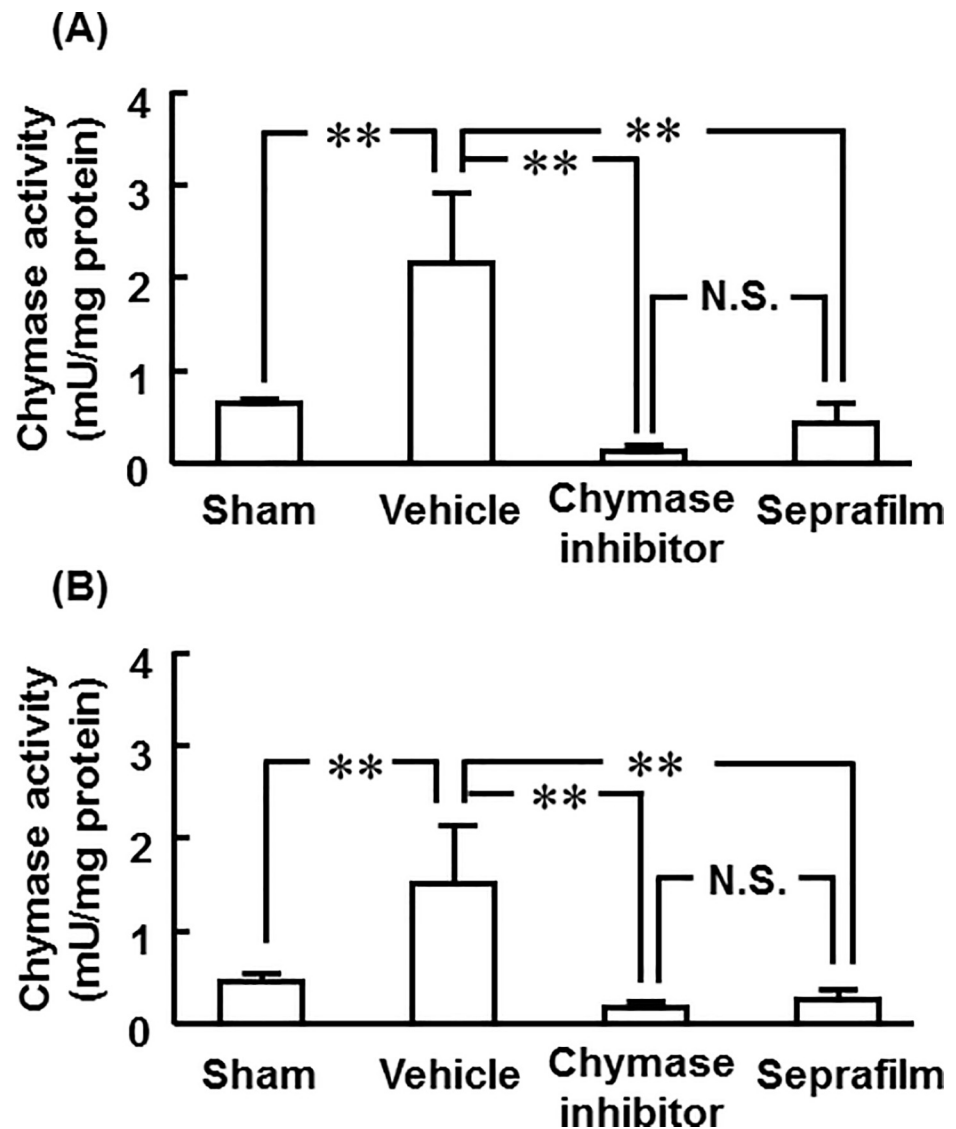 (A)
Chymase activity
(mU/mg protein)
4
3
2
1
0
**
**
**
N.S.
Sham
Vehicle
Chymase
inhibitor
Seprafilm
(B)
Chymase activity
(mU/mg protein)
4
3
2
1
0
**
**
**
N.S.
Sham
Vehicle
Chymase
inhibitor
Seprafilm